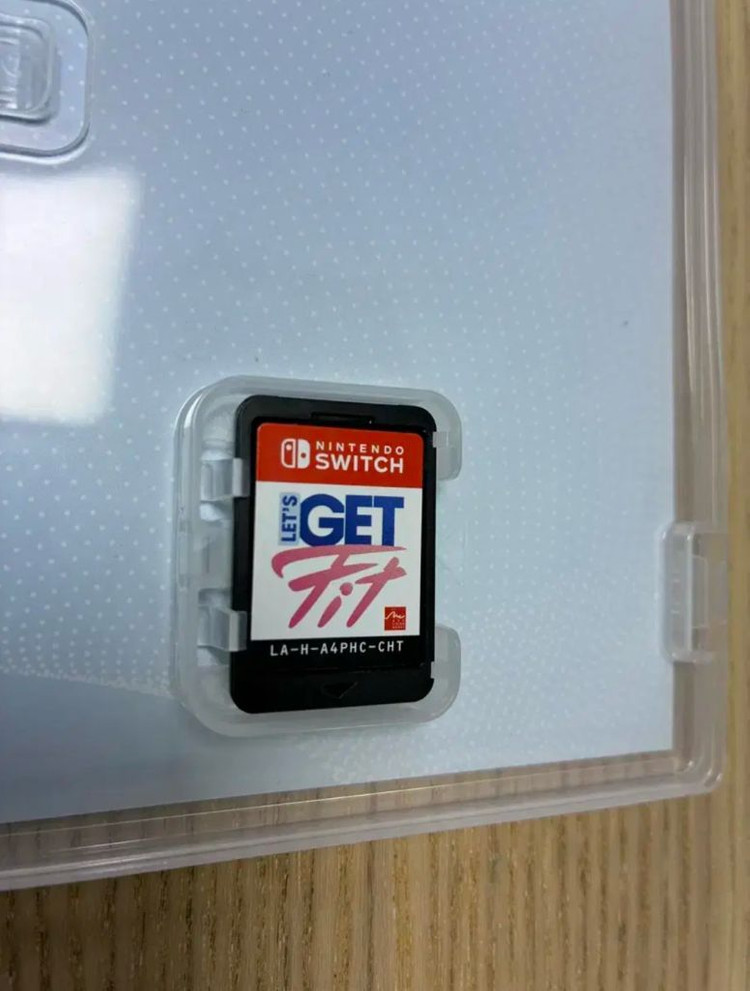 NINTENDO
SWITCH
LET'S
GET
Fit
LA-H-A4PHC-CHT